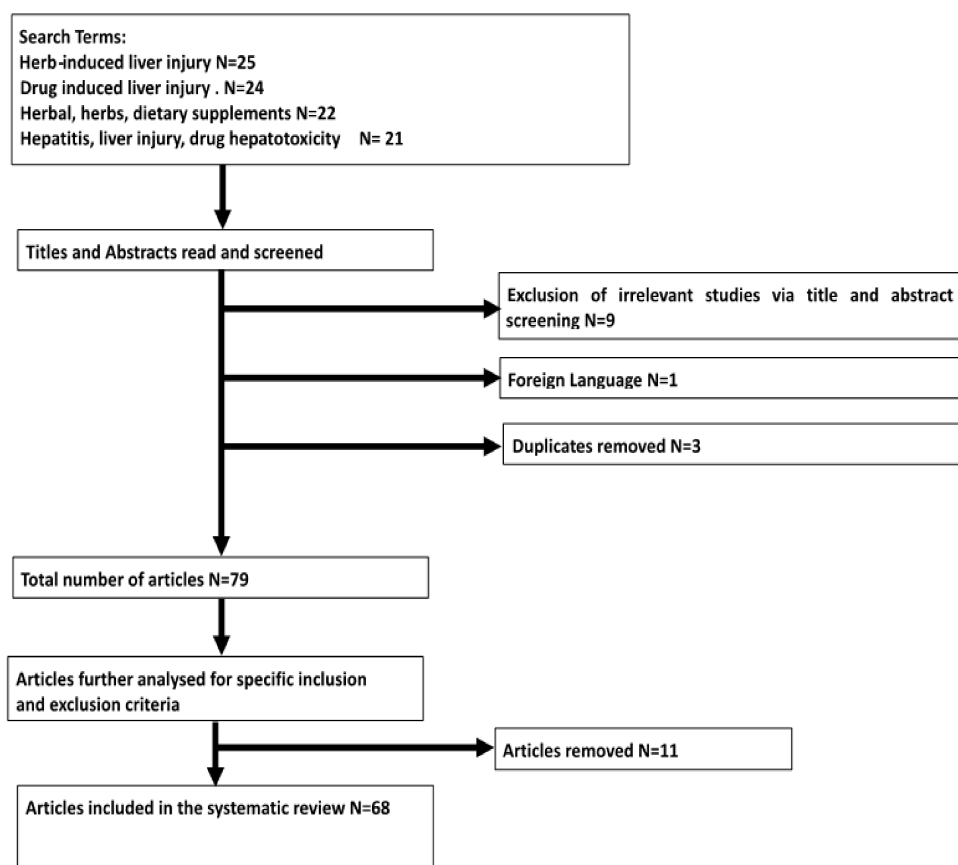 Search Terms:
Herb-induced liver injury N=25
Drug induced liver injury . N=24
Herbal, herbs, dietary supplements N=22
Hepatitis, liver injury, drug hepatotoxicity N= 21
Titles and Abstracts read and screened
Exclusion of irrelevant studies via title and abstract
screening N=9
Foreign Language N=1
Duplicates removed N=3
Total number of articles N=79
Articles further analysed for specific inclusion
and exclusion criteria
Articles removed N=11
Articles included in the systematic review N=68